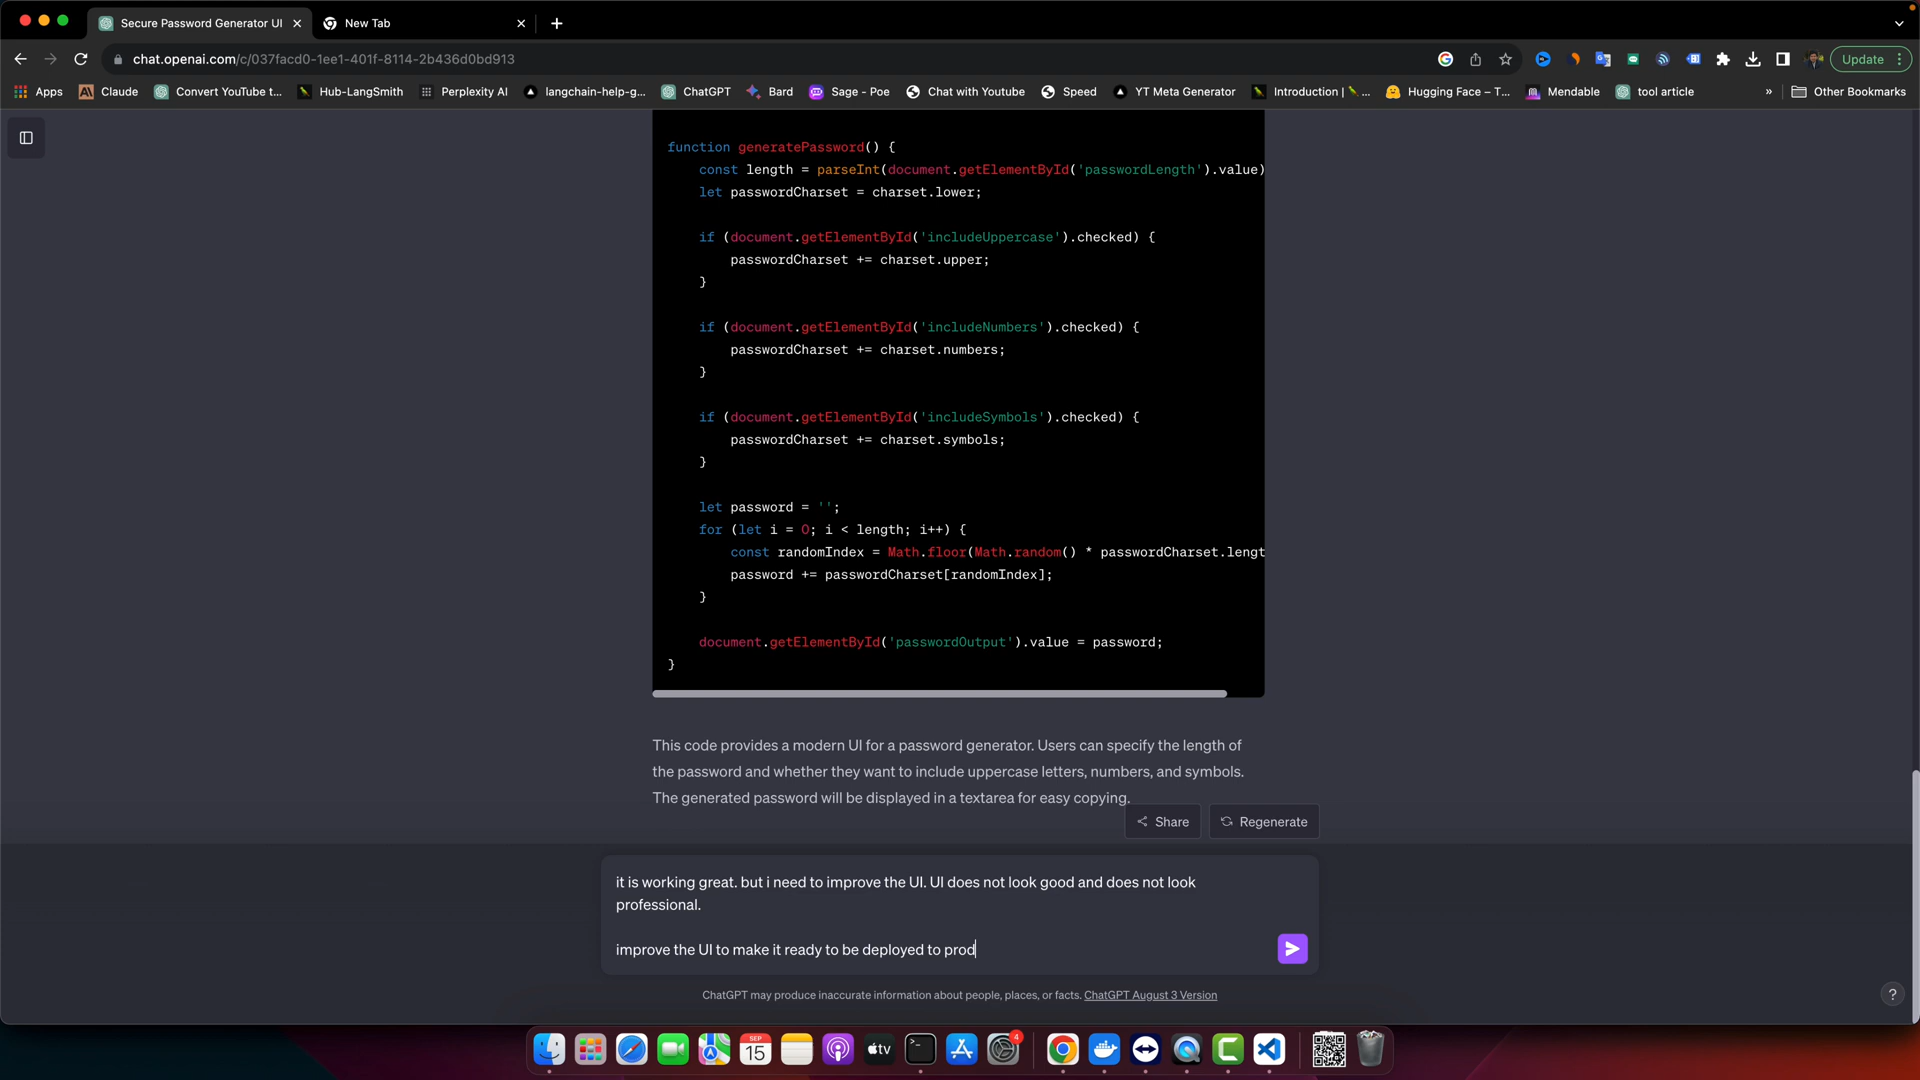 Secure Password Generator UI
New Tab
chat.openai.com/c/037facd0-1ee1-401f-8114-2b436d0bd913
Update
Apps
Claude
Convert YouTube t...
Hub-LangSmith
Perplexity AI
langchain-help-g...
ChatGPT
Bard
Sage - Poe
Chat with Youtube
Speed
YT Meta Generator
Introduction | ...
Hugging Face – T...
Mendable
tool article
»
Other Bookmarks
function generatePassword() {
const length = parseInt(document.getElementById('passwordLength').value)
let passwordCharset = charset.lower;
if (document.getElementById('includeUppercase').checked) {
passwordCharset += charset.upper;
}
if (document.getElementById('includeNumbers').checked) {
passwordCharset += charset.numbers;
}
if (document.getElementById('includeSymbols').checked) {
passwordCharset += charset.symbols;
}
let password = '';
for (let i = 0; i < length; i++) {
const randomIndex = Math.floor(Math.random() * passwordCharset.lengt
password += passwordCharset[randomIndex];
}
document.getElementById('passwordOutput').value = password;
}
This code provides a modern UI for a password generator. Users can specify the length of
the password and whether they want to include uppercase letters, numbers, and symbols.
The generated password will be displayed in a textarea for easy copying.
Share
Regenerate
it is working great. but i need to improve the UI. UI does not look good and does not look
professional.
improve the UI to make it ready to be deployed to prod
ChatGPT may produce inaccurate information about people, places, or facts. ChatGPT August 3 Version
?
SEP
15
tv
4